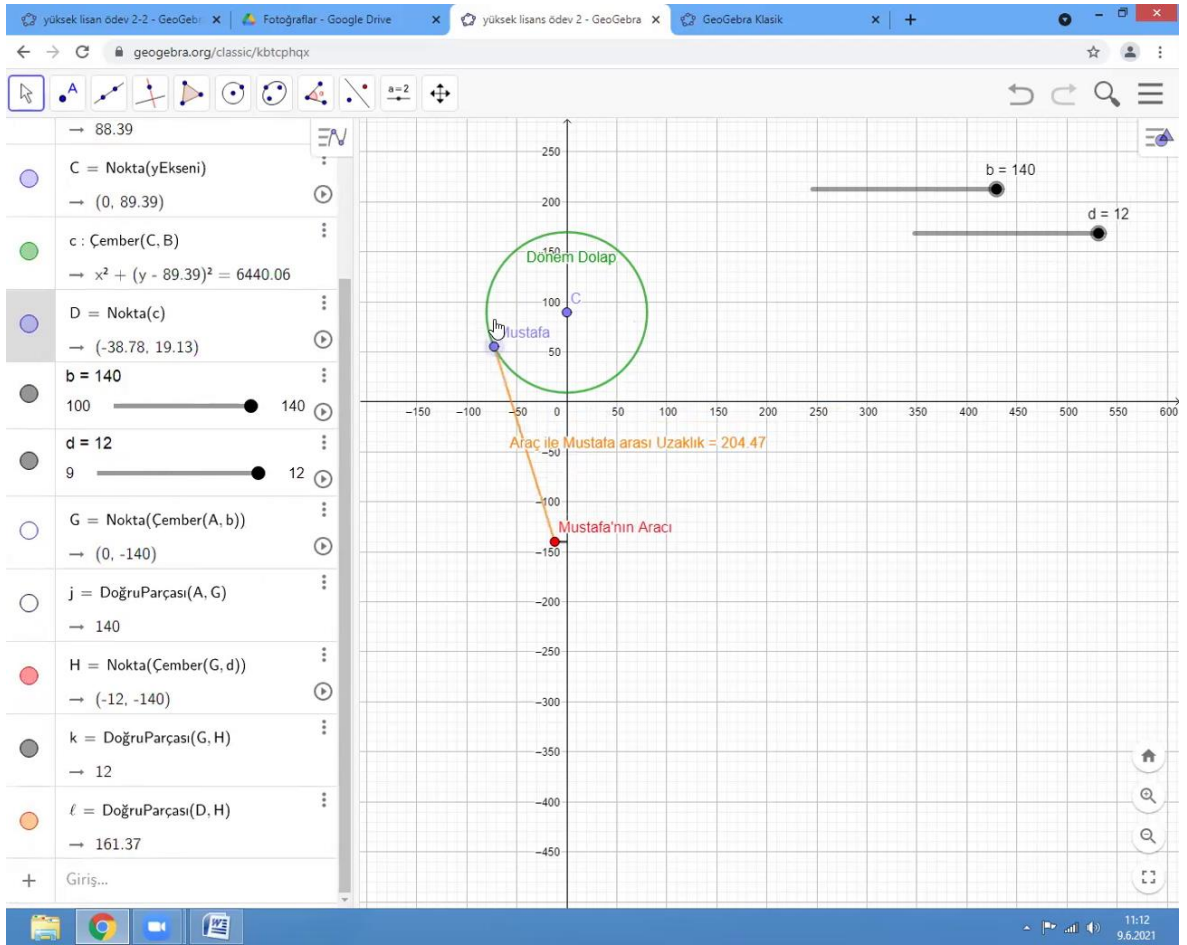 yüksek lisan ödev 2-2 - GeoGebr
Fotoğraflar - Google Drive
yüksek lisans ödev 2 - GeoGebra
GeoGebra Klasik
geogebra.org/classic/kbtcphqx
A
a=2
→ 88.39
C = Nokta(yEkseni)
→ (0, 89.39)
c : Çember(C, B)
→ x² + (y - 89.39)² = 6440.06
D = Nokta(c)
→ (-38.78, 19.13)
b = 140
100 140
d = 12
9 12
G = Nokta(Çember(A, b))
→ (0, -140)
j = DoğruParçası(A, G)
→ 140
H = Nokta(Çember(G, d))
→ (-12, -140)
k = DoğruParçası(G, H)
→ 12
ℓ = DoğruParçası(D, H)
→ 161.37
Giriş...
b = 140
d = 12
250
200
150
Dönem Dolap
100
C
Mustafa
50
-150 -100 -50 0 50 100 150 200 250 300 350 400 450 500 550 600
Araç ile Mustafa arası Uzaklık = 204.47
-50
-100
Mustafa'nın Aracı
-150
-200
-250
-300
-350
-400
-450
11:12
9.6.2021